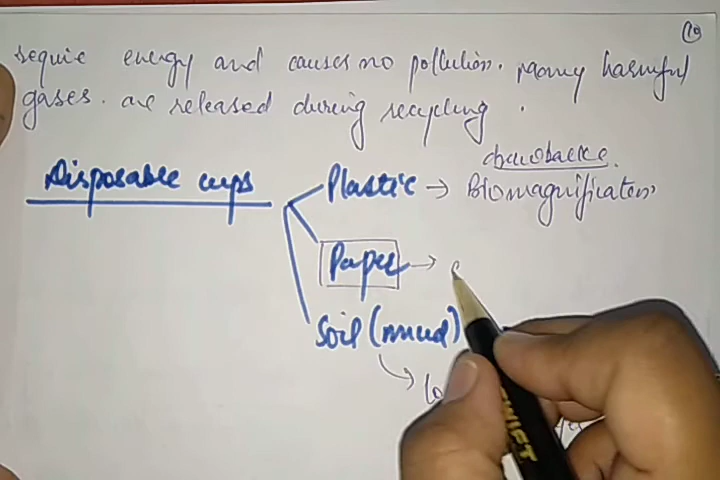 10
require energy and causes no pollution. Many harmful
gases. are released during recycling.
drawbacks.
Disposable cups
Plastic → Biomagnification
Paper →
Soil (mud)
SWIFT